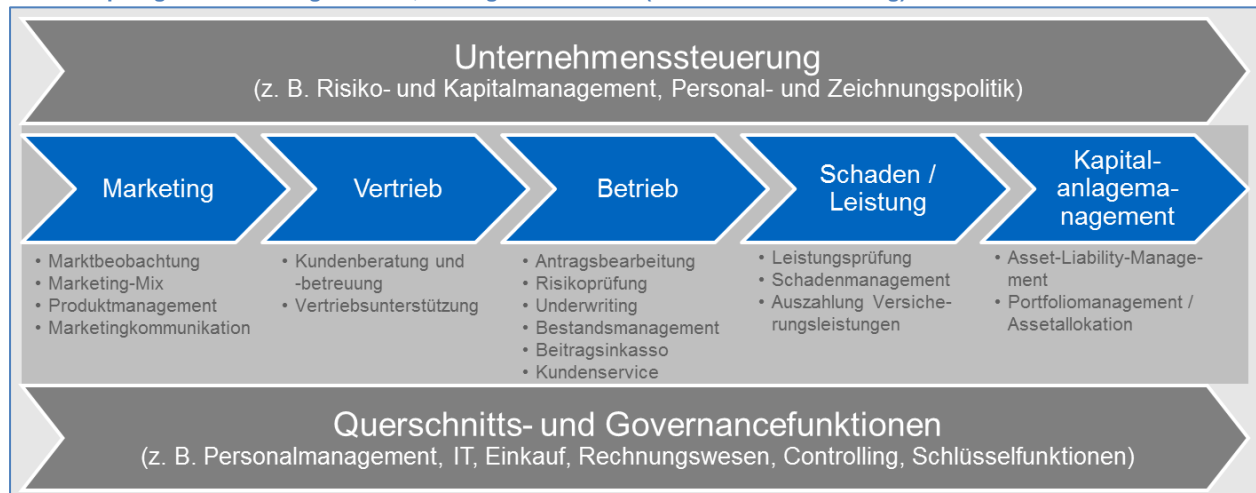 Unternehmenssteuerung
(z. B. Risiko- und Kapitalmanagement, Personal- und Zeichnungspolitik)
Marketing
• Marktbeobachtung
• Marketing-Mix
• Produktmanagement
• Marketingkommunikation
Vertrieb
• Kundenberatung und
-betreuung
• Vertriebsunterstützung
Betrieb
• Antragsbearbeitung
• Risikoprüfung
• Underwriting
• Bestandsmanagement
• Beitragsinkasso
• Kundenservice
Schaden /
Leistung
• Leistungsprüfung
• Schadenmanagement
• Auszahlung Versiche-
rungsleistungen
Kapital-
anlagema-
nagement
• Asset-Liability-Manage-
ment
• Portfoliomanagement /
Assetallokation
Querschnitts- und Governancefunktionen
(z. B. Personalmanagement, IT, Einkauf, Rechnungswesen, Controlling, Schlüsselfunktionen)